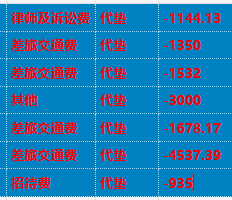 律师及诉讼费 代垫 -1144.13
差旅交通费 代垫 -1350
差旅交通费 代垫 -1532
其他 代垫 -3000
差旅交通费 代垫 -1678.17
差旅交通费 代垫 -4537.39
招待费 代垫 -935